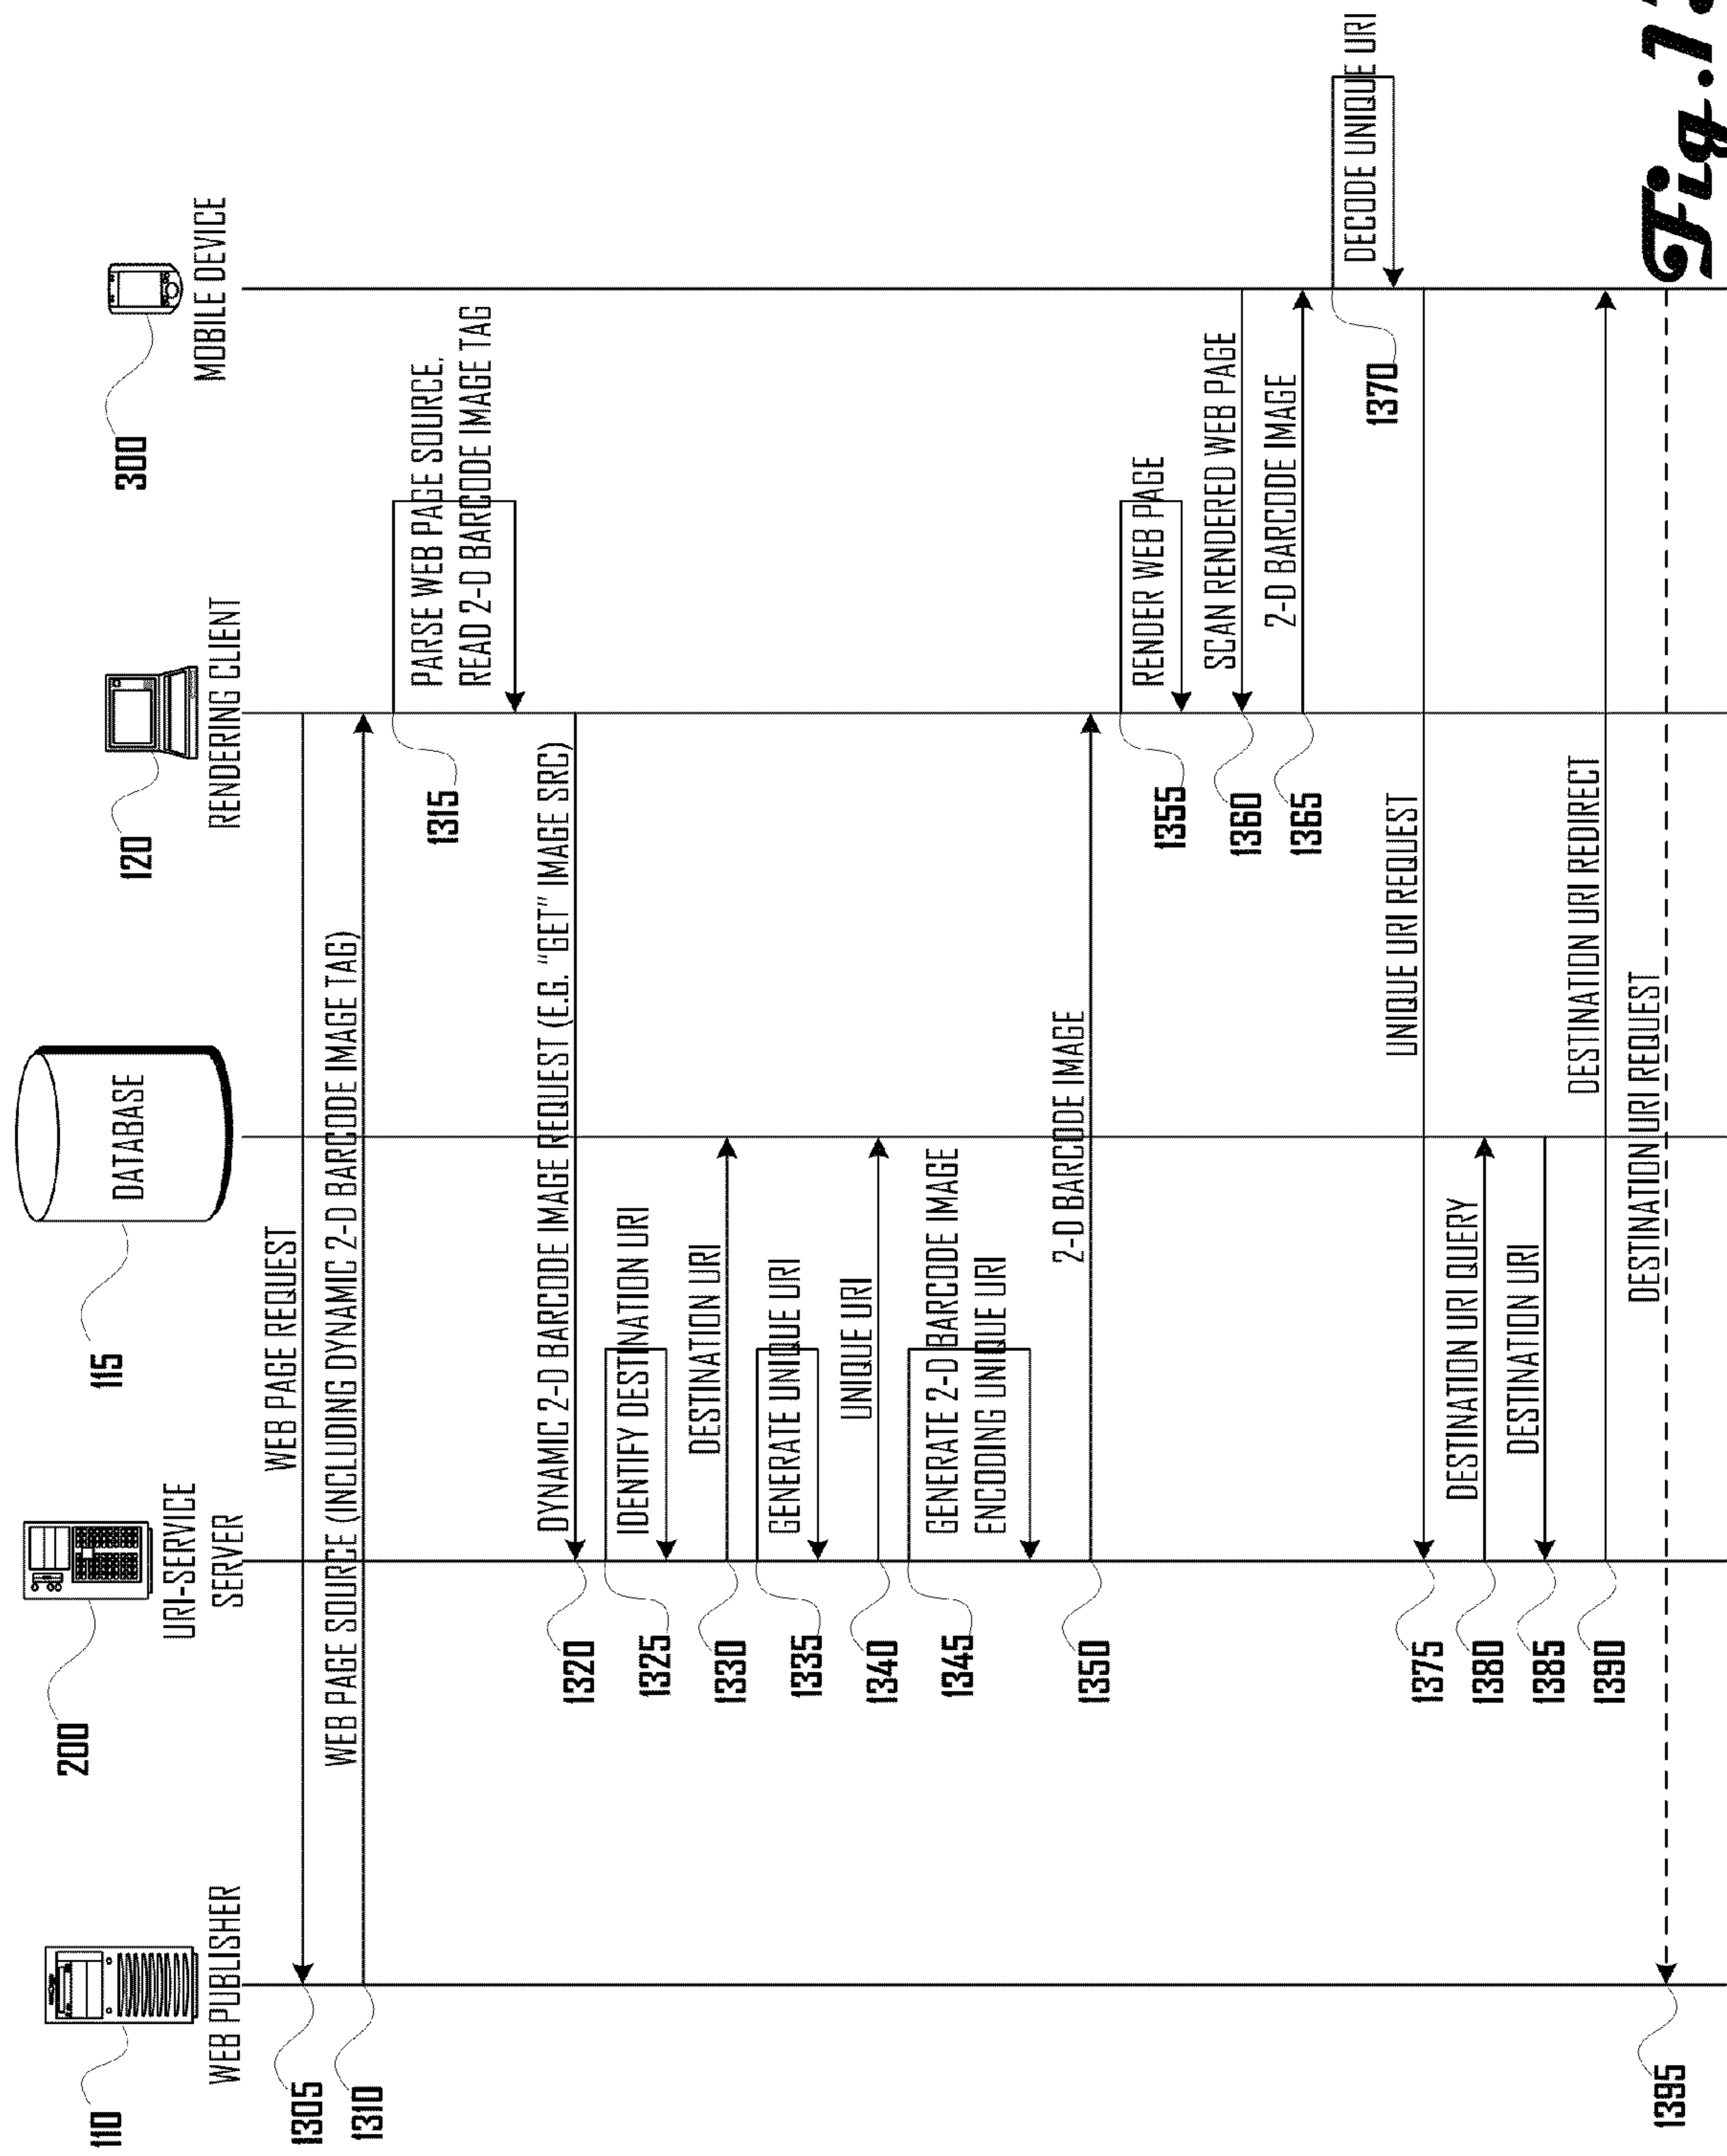 110
WEB PUBLISHER
200
URI-SERVICE
SERVER
115
DATABASE
120
RENDERING CLIENT
300
MOBILE DEVICE
1305
WEB PAGE REQUEST
1310
WEB PAGE SOURCE (INCLUDING DYNAMIC 2-D BARCODE IMAGE TAG)
1315
PARSE WEB PAGE SOURCE,
READ 2-D BARCODE IMAGE TAG
1320
DYNAMIC 2-D BARCODE IMAGE REQUEST (E.G. "GET" IMAGE SRC)
1325
IDENTIFY DESTINATION URI
1330
DESTINATION URI
1335
GENERATE UNIQUE URI
1340
UNIQUE URI
1345
GENERATE 2-D BARCODE IMAGE
ENCODING UNIQUE URI
1350
2-D BARCODE IMAGE
1355
RENDER WEB PAGE
1360
SCAN RENDERED WEB PAGE
1365
2-D BARCODE IMAGE
1370
DECODE UNIQUE URI
1375
UNIQUE URI REQUEST
1380
DESTINATION URI QUERY
1385
DESTINATION URI
1390
DESTINATION URI REDIRECT
1395
DESTINATION URI REQUEST
Fig.1